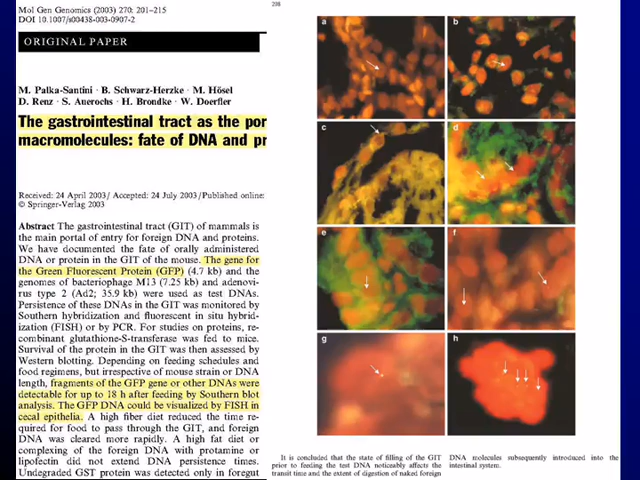 Mol Gen Genomics (2003) 270: 201–215
DOI 10.1007/s00438-003-0907-2
ORIGINAL PAPER
M. Palka-Santini · B. Schwarz-Herzke · M. Hösel
D. Renz · S. Auerochs · H. Brondke · W. Doerfler
The gastrointestinal tract as the por
macromolecules: fate of DNA and pr
Received: 24 April 2003 / Accepted: 24 July 2003 / Published online:
© Springer-Verlag 2003
Abstract The gastrointestinal tract (GIT) of mammals is
the main portal of entry for foreign DNA and proteins.
We have documented the fate of orally administered
DNA or protein in the GIT of the mouse. The gene for
the Green Fluorescent Protein (GFP) (4.7 kb) and the
genomes of bacteriophage M13 (7.25 kb) and adenovi-
rus type 2 (Ad2; 35.9 kb) were used as test DNAs.
Persistence of these DNAs in the GIT was monitored by
Southern hybridization and fluorescent in situ hybrid-
ization (FISH) or by PCR. For studies on proteins, re-
combinant glutathione-S-transferase was fed to mice.
Survival of the protein in the GIT was then assessed by
Western blotting. Depending on feeding schedules and
food regimens, but irrespective of mouse strain or DNA
length, fragments of the GFP gene or other DNAs were
detectable for up to 18 h after feeding by Southern blot
analysis. The GFP DNA could be visualized by FISH in
cecal epithelia. A high fiber diet reduced the time re-
quired for food to pass through the GIT, and foreign
DNA was cleared more rapidly. A high fat diet or
complexing of the foreign DNA with protamine or
lipofectin did not extend DNA persistence times.
Undegraded GST protein was detected only in foregut
208
a
b
c
d
e
f
g
h
It is concluded that the state of filling of the GIT
prior to feeding the test DNA noticeably affects the
transit time and the extent of digestion of naked foreign
DNA molecules subsequently introduced into the
intestinal system.